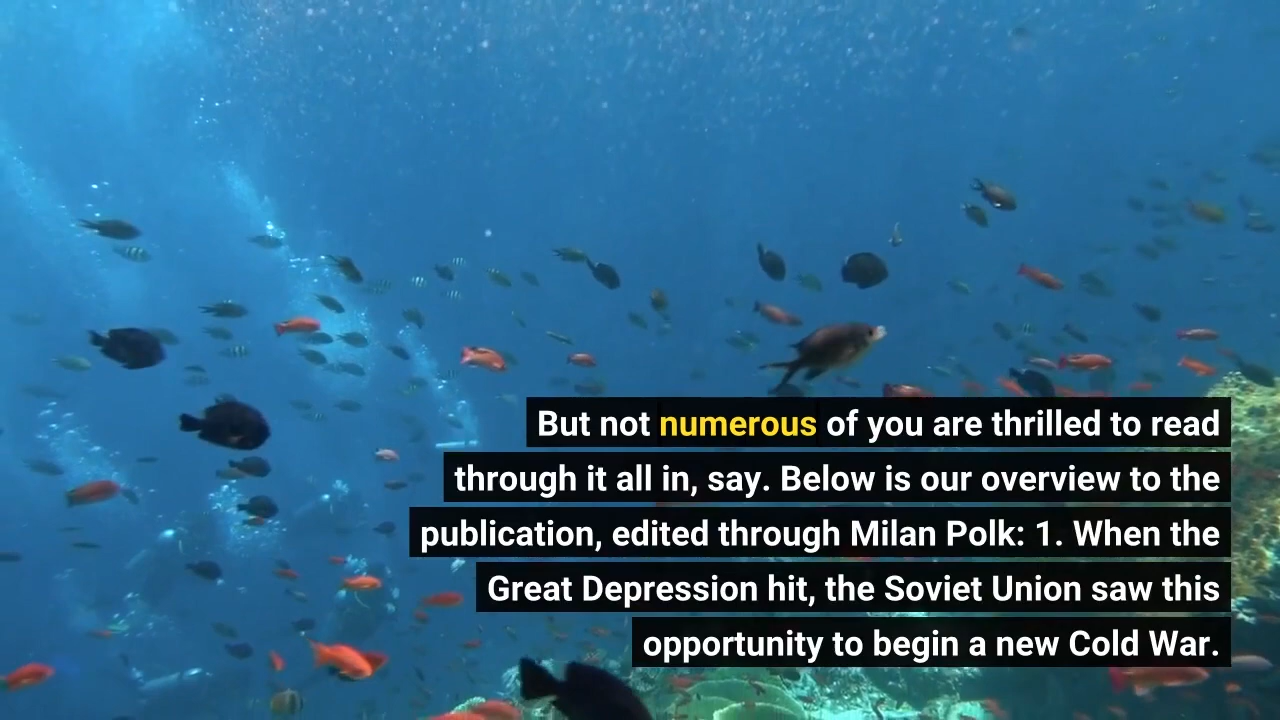 But not numerous of you are thrilled to read
through it all in, say. Below is our overview to the
publication, edited through Milan Polk: 1. When the
Great Depression hit, the Soviet Union saw this
opportunity to begin a new Cold War.